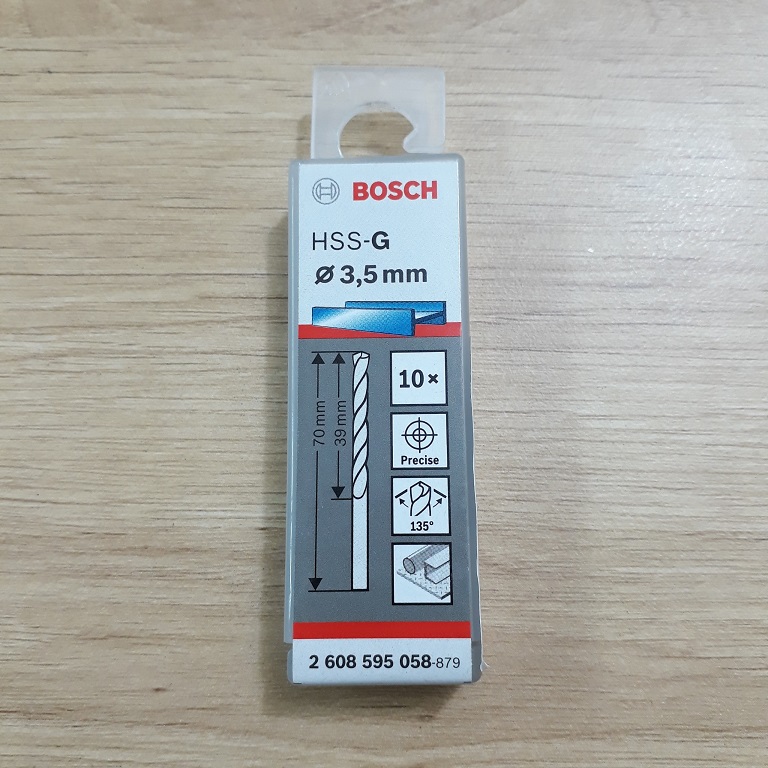 BOSCH
HSS-G
Ø 3,5 mm
70 mm
39 mm
10 ×
Precise
135°
2 608 595 058-879